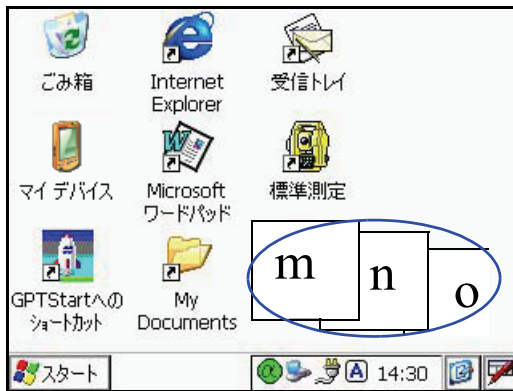 ごみ箱
Internet
Explorer
受信トレイ
マイ デバイス
Microsoft
ワードパッド
標準測定
GPTStartへの
ショートカット
My
Documents
m
n
o
スタート
A
14:30